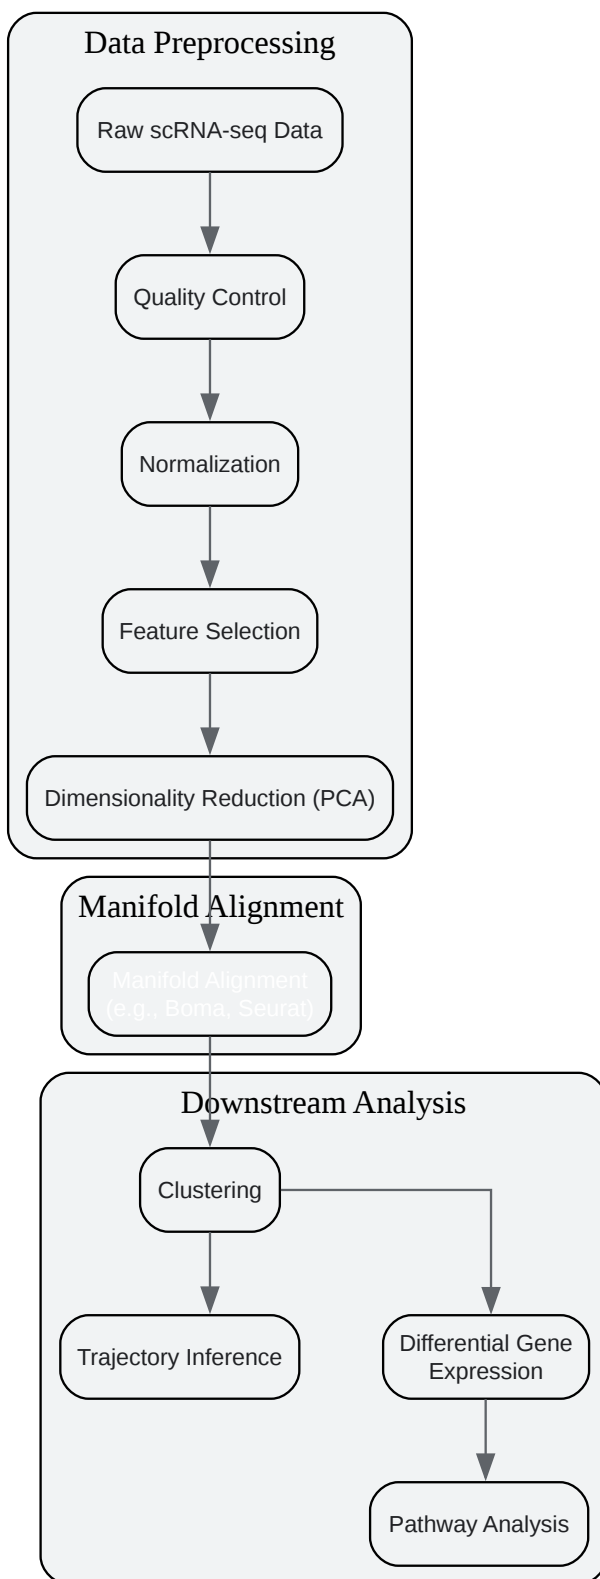 Data Preprocessing
Raw scRNA-seq Data
Quality Control
Normalization
Feature Selection
Dimensionality Reduction (PCA)
Manifold Alignment
Manifold Alignment
(e.g., Boma, Seurat)
Downstream Analysis
Clustering
Trajectory Inference
Differential Gene
Expression
Pathway Analysis